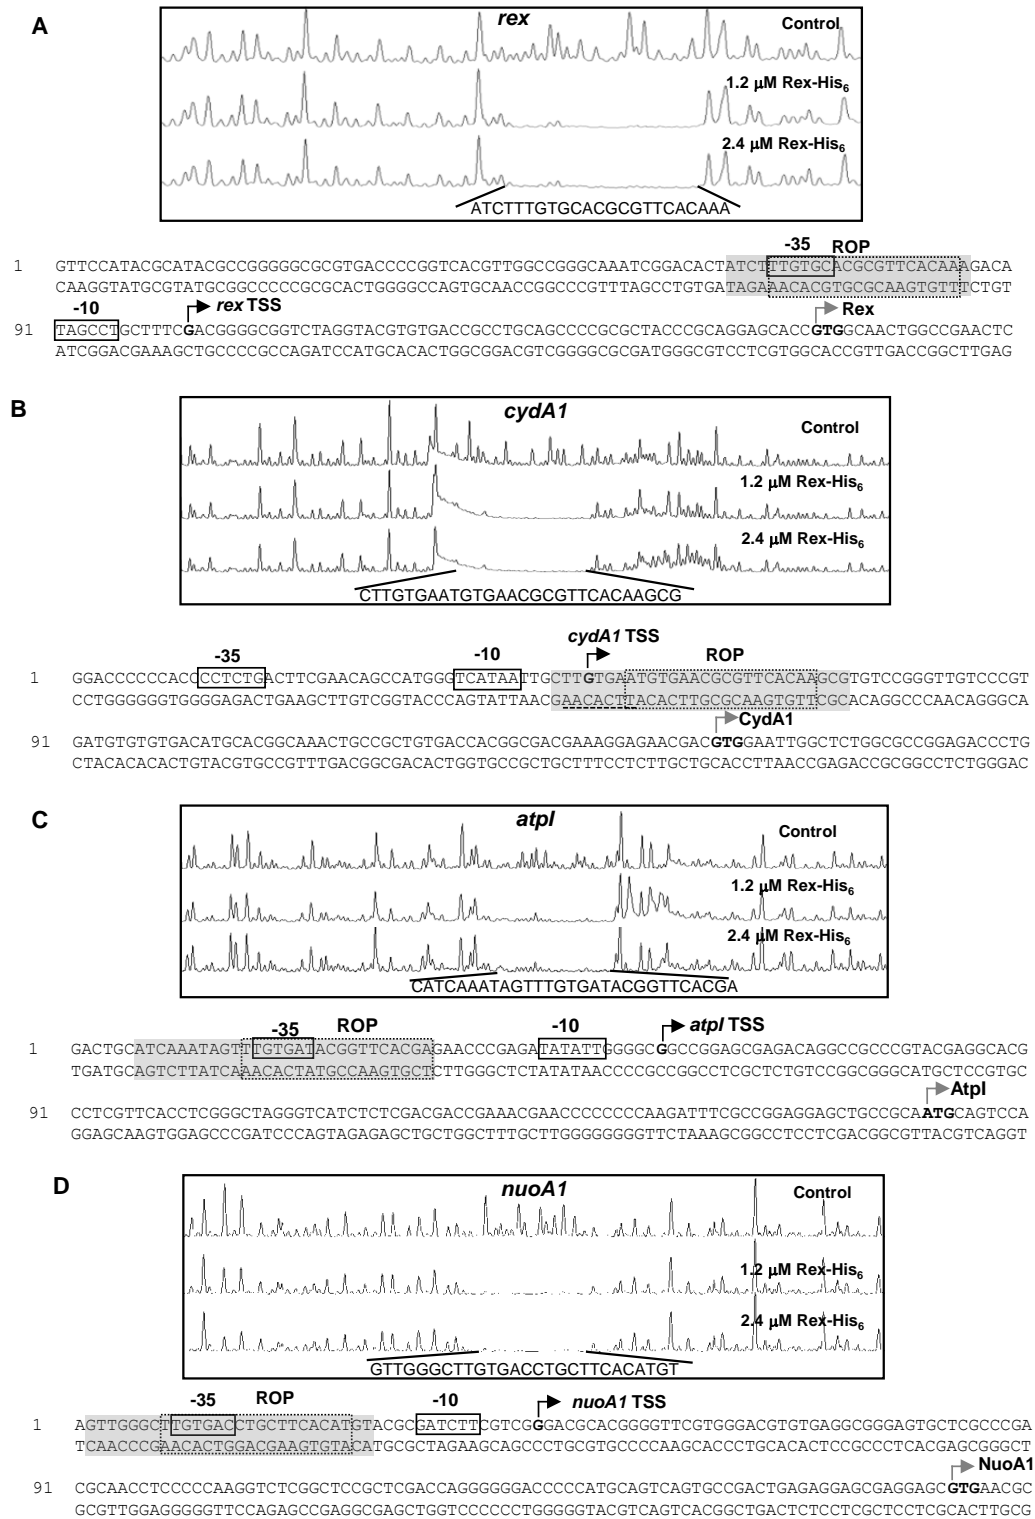 A
rex
Control
1.2 μM Rex-His6
2.4 μM Rex-His6
ATCTTTGTGCACGCGTTCACAAA
-35 ROP
1 GTTCCATACGCATACGCCGGGGGCGCGTGACCCCGGTCACGTTGGCCGGGCAAATCGGACACTATCTTTGTGCACGCGTTCACAAAGACA
CAAGGTATGCGTATGCGGCCCCCGCGCACTGGGGCCAGTGCAACCGGCCCGTTTAGCCTGTGATAGAAACACGTGCGCAAGTGTTTCTGT
-10 rex TSS Rex
91 TAGCCTGCTTTCGACGGGGCGGTCTAGGTACGTGTGACCGCCTGCAGCCCCGCGCTACCCGCAGGAGCACCGTGGCAACTGGCCGAACTC
ATCGGACGAAAGCTGCCCCGCCAGATCCATGCACACTGGCGGACGTCGGGGCGCGATGGGCGTCCTCGTGGCACCGTTGACCGGCTTGAG
B
cydA1
Control
1.2 μM Rex-His6
2.4 μM Rex-His6
CTTGTGAATGTGAACGCGTTCACAAGCG
cydA1 TSS
-35 -10 ROP
1 GGACCCCCCACCCCTCTGACTTCGAACAGCCATGGGTCATAATTGCTTGTGAATGTGAACGCGTTCACAAGCGTGTCCGGGTTGTCCCGT
CCTGGGGGGTGGGGAGACTGAAGCTTGTCGGTACCCAGTATTAACGAACACTTACACTTGCGCAAGTGTTCGCACAGGCCCAACAGGGCA
CydA1
91 GATGTGTGTGACATGCACGGCAAACTGCCGCTGTGACCACGGCGACGAAAGGAGAACGACGTGGAATTGGCTCTGGCGCCGGAGACCCTG
CTACACACACTGTACGTGCCGTTTGACGGCGACACTGGTGCCGCTGCTTTCCTCTTGCTGCACCTTAACCGAGACCGCGGCCTCTGGGAC
C
atpI
Control
1.2 μM Rex-His6
2.4 μM Rex-His6
CATCAAATAGTTTGTGATACGGTTCACGA
-35 ROP -10 atpI TSS
1 GACTGCATCAAATAGTTTGTGATACGGTTCACGAGAACCCGAGATATATTGGGGCGGCCGGAGCGAGACAGGCCGCCCGTACGAGGCACG
TGATGCAGTCTTATCAAACACTATGCCAAGTGCTCTTGGGCTCTATATAACCCCGCCGGCCTCGCTCTGTCCGGCGGGCATGCTCCGTGC
AtpI
91 CCTCGTTCACCTCGGGCTAGGGTCATCTCTCGACGACCGAAACGAACCCCCCCCAAGATTTCGCCGGAGGAGCTGCCGCAATGCAGTCCA
GGAGCAAGTGGAGCCCGATCCCAGTAGAGAGCTGCTGGCTTTGCTTGGGGGGGGTTCTAAAGCGGCCTCCTCGACGGCGTTACGTCAGGT
D
nuoA1
Control
1.2 μM Rex-His6
2.4 μM Rex-His6
GTTGGGCTTGTGACCTGCTTCACATGT
-35 ROP -10 nuoA1 TSS
1 AGTTGGGCTTGTGACCTGCTTCACATGTACGCGATCTTCGTCGGGACGCACGGGGTTCGTGGGACGTGTGAGGCGGGAGTGCTCGCCCGA
TCAACCCGAACACTGGACGAAGTGTACATGCGCTAGAAGCAGCCCTGCGTGCCCCAAGCACCCTGCACACTCCGCCCTCACGAGCGGGCT
NuoA1
91 CGCAACCTCCCCCAAGGTCTCGGCTCCGCTCGACCAGGGGGGACCCCCATGCAGTCAGTGCCGACTGAGAGGAGCGAGGAGCGTGAACGC
GCGTTGGAGGGGGTTCCAGAGCCGAGGCGAGCTGGTCCCCCCTGGGGGTACGTCAGTCACGGCTGACTCTCCTCGCTCCTCGCACTTGCG